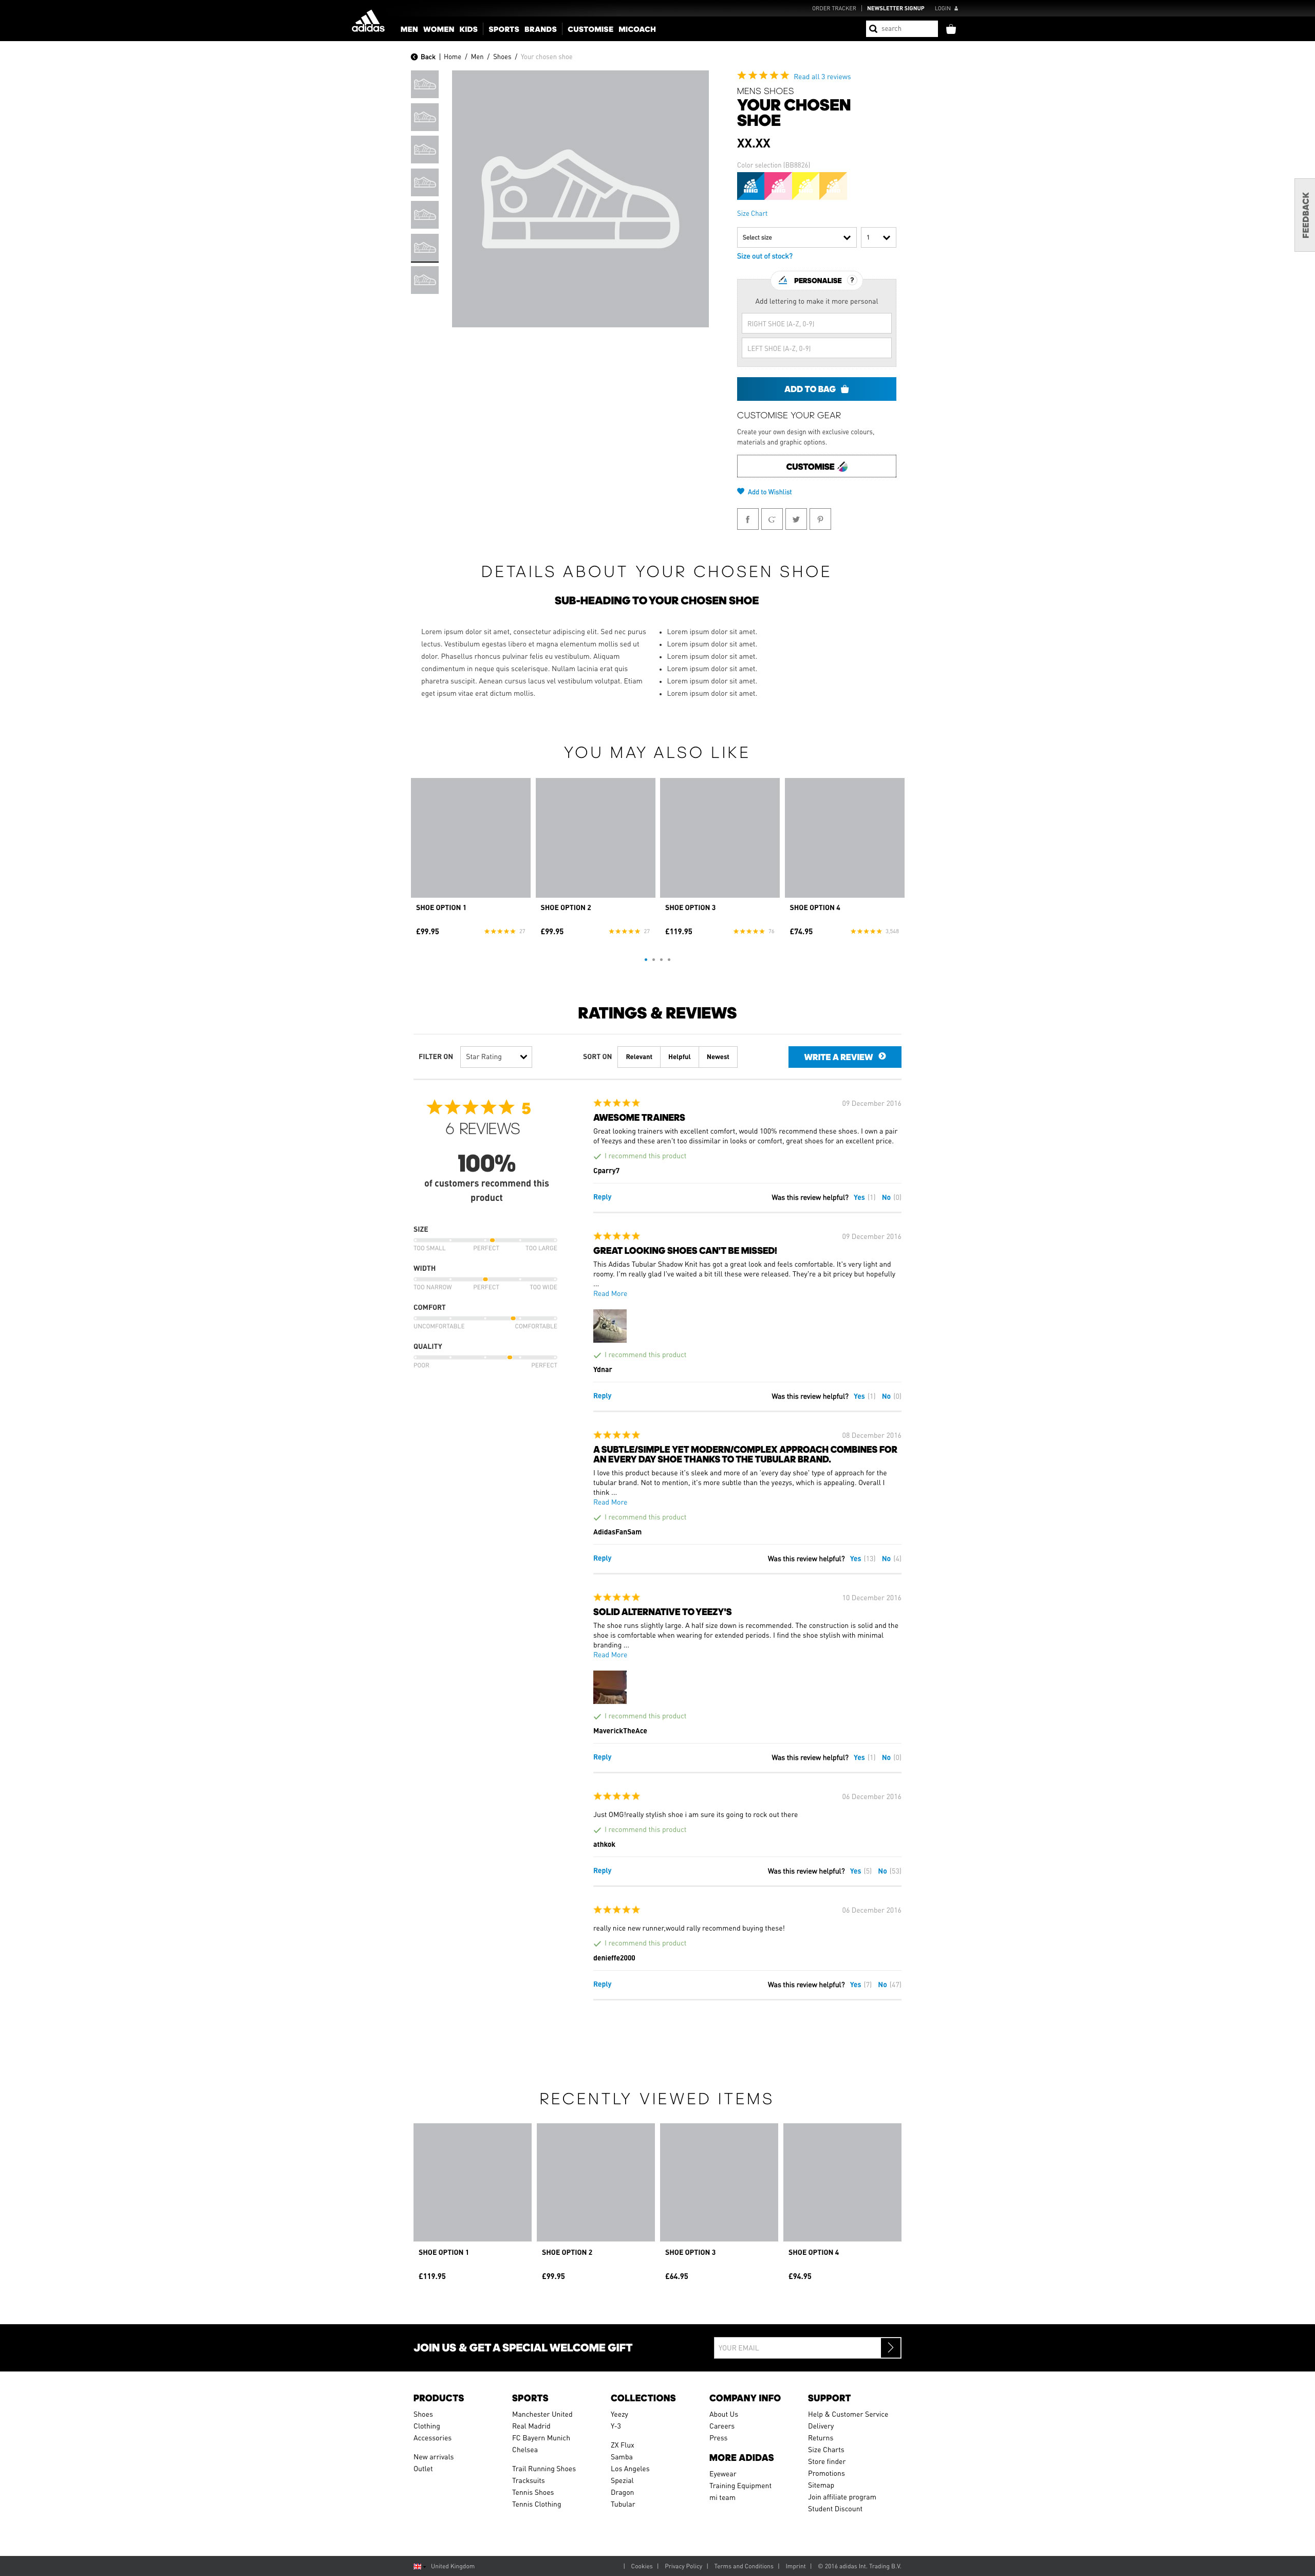 ORDER TRACKER | NEWSLETTER SIGNUP LOGIN
adidas
MEN WOMEN KIDS SPORTS BRANDS CUSTOMISE MICOACH
search
Back | Home / Men / Shoes / Your chosen shoe
FEEDBACK
Read all 3 reviews
MENS SHOES
YOUR CHOSEN
SHOE
XX.XX
Color selection (BB8826)
Size Chart
Select size 1
Size out of stock?
PERSONALISE ?
Add lettering to make it more personal
RIGHT SHOE (A-Z, 0-9)
LEFT SHOE (A-Z, 0-9)
ADD TO BAG
CUSTOMISE YOUR GEAR
Create your own design with exclusive colours,
materials and graphic options.
CUSTOMISE
Add to Wishlist
DETAILS ABOUT YOUR CHOSEN SHOE
SUB-HEADING TO YOUR CHOSEN SHOE
Lorem ipsum dolor sit amet, consectetur adipiscing elit. Sed nec purus
lectus. Vestibulum egestas libero et magna elementum mollis sed ut
dolor. Phasellus rhoncus pulvinar felis eu vestibulum. Aliquam
condimentum in neque quis scelerisque. Nullam lacinia erat quis
pharetra suscipit. Aenean cursus lacus vel vestibulum volutpat. Etiam
eget ipsum vitae erat dictum mollis.
• Lorem ipsum dolor sit amet.
• Lorem ipsum dolor sit amet.
• Lorem ipsum dolor sit amet.
• Lorem ipsum dolor sit amet.
• Lorem ipsum dolor sit amet.
• Lorem ipsum dolor sit amet.
YOU MAY ALSO LIKE
SHOE OPTION 1
£99.95 27
SHOE OPTION 2
£99.95 27
SHOE OPTION 3
£119.95 76
SHOE OPTION 4
£74.95 3,548
RATINGS & REVIEWS
FILTER ON Star Rating SORT ON Relevant Helpful Newest WRITE A REVIEW
5
6 REVIEWS
100%
of customers recommend this
product
SIZE
TOO SMALL PERFECT TOO LARGE
WIDTH
TOO NARROW PERFECT TOO WIDE
COMFORT
UNCOMFORTABLE COMFORTABLE
QUALITY
POOR PERFECT
09 December 2016
AWESOME TRAINERS
Great looking trainers with excellent comfort, would 100% recommend these shoes. I own a pair
of Yeezys and these aren't too dissimilar in looks or comfort, great shoes for an excellent price.
I recommend this product
Cparry7
Reply Was this review helpful? Yes (1) No (0)
09 December 2016
GREAT LOOKING SHOES CAN'T BE MISSED!
This Adidas Tubular Shadow Knit has got a great look and feels comfortable. It's very light and
roomy. I'm really glad I've waited a bit till these were released. They're a bit pricey but hopefully
...
Read More
I recommend this product
Ydnar
Reply Was this review helpful? Yes (1) No (0)
08 December 2016
A SUBTLE/SIMPLE YET MODERN/COMPLEX APPROACH COMBINES FOR
AN EVERY DAY SHOE THANKS TO THE TUBULAR BRAND.
I love this product because it's sleek and more of an 'every day shoe' type of approach for the
tubular brand. Not to mention, it's more subtle than the yeezys, which is appealing. Overall I
think ...
Read More
I recommend this product
AdidasFanSam
Reply Was this review helpful? Yes (13) No (4)
10 December 2016
SOLID ALTERNATIVE TO YEEZY'S
The shoe runs slightly large. A half size down is recommended. The construction is solid and the
shoe is comfortable when wearing for extended periods. I find the shoe stylish with minimal
branding ...
Read More
I recommend this product
MaverickTheAce
Reply Was this review helpful? Yes (1) No (0)
06 December 2016
Just OMG!really stylish shoe i am sure its going to rock out there
I recommend this product
athkok
Reply Was this review helpful? Yes (5) No (53)
06 December 2016
really nice new runner,would rally recommend buying these!
I recommend this product
denieffe2000
Reply Was this review helpful? Yes (7) No (47)
RECENTLY VIEWED ITEMS
SHOE OPTION 1
£119.95
SHOE OPTION 2
£99.95
SHOE OPTION 3
£64.95
SHOE OPTION 4
£94.95
JOIN US & GET A SPECIAL WELCOME GIFT
YOUR EMAIL
PRODUCTS
Shoes
Clothing
Accessories
New arrivals
Outlet
SPORTS
Manchester United
Real Madrid
FC Bayern Munich
Chelsea
Trail Running Shoes
Tracksuits
Tennis Shoes
Tennis Clothing
COLLECTIONS
Yeezy
Y-3
ZX Flux
Samba
Los Angeles
Spezial
Dragon
Tubular
COMPANY INFO
About Us
Careers
Press
MORE ADIDAS
Eyewear
Training Equipment
mi team
SUPPORT
Help & Customer Service
Delivery
Returns
Size Charts
Store finder
Promotions
Sitemap
Join affiliate program
Student Discount
United Kingdom | Cookies | Privacy Policy | Terms and Conditions | Imprint | © 2016 adidas Int. Trading B.V.